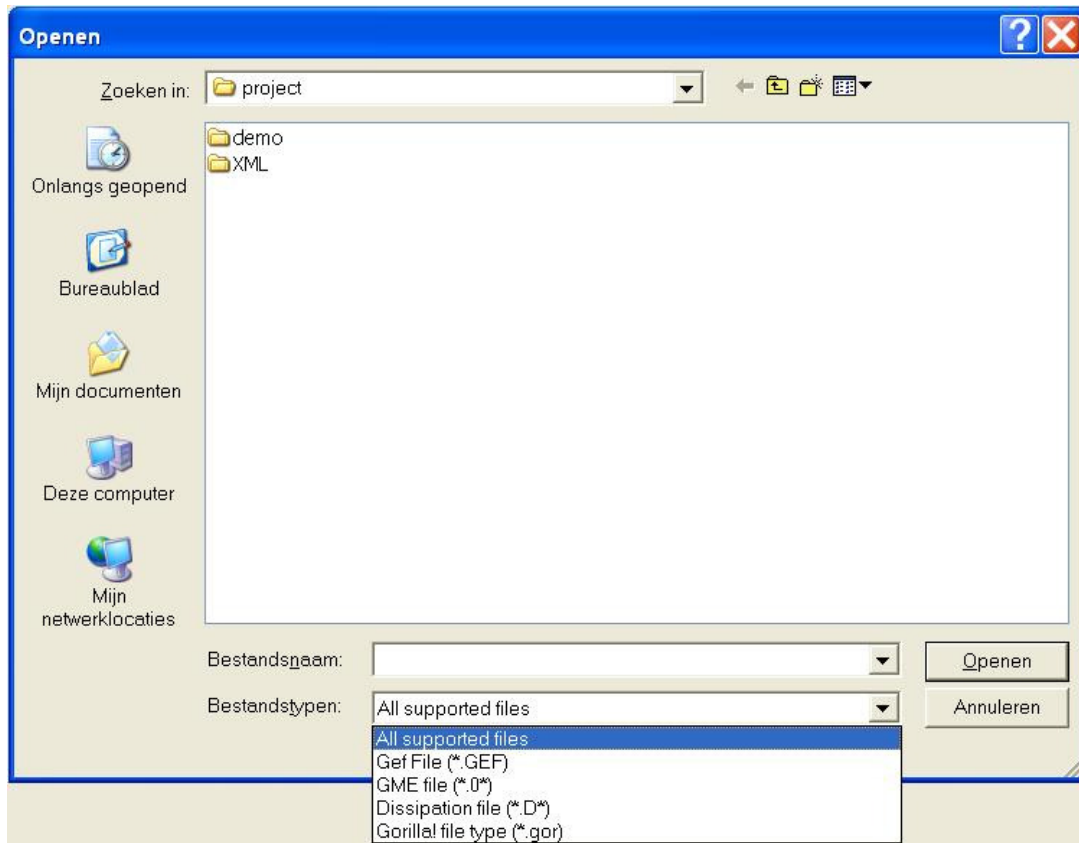 Openen
Zoeken in:
project
demo
XML
Onlangs geopend
Bureaublad
Mijn documenten
Deze computer
Mijn
netwerklocaties
Bestandsnaam:
Openen
Bestandstypen:
All supported files
Annuleren
All supported files
Gef File (*.GEF)
GME file (*.0*)
Dissipation file (*.D*)
Gorilla! file type (*.gor)